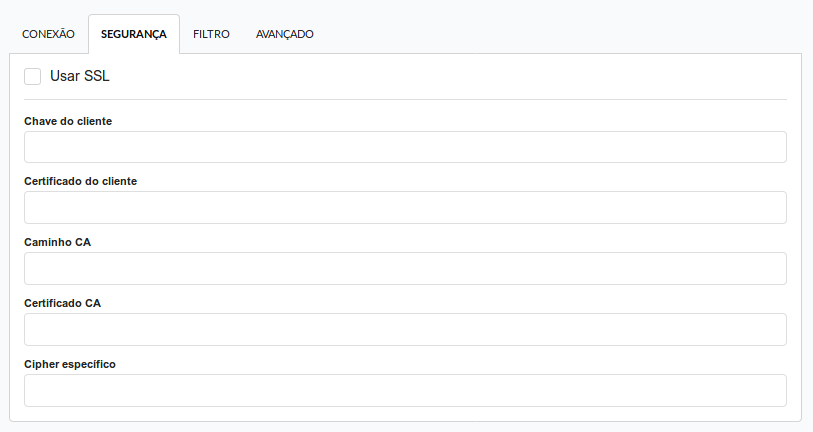 CONEXÃO SEGURANÇA FILTRO AVANÇADO
Usar SSL
Chave do cliente
Certificado do cliente
Caminho CA
Certificado CA
Cipher específico